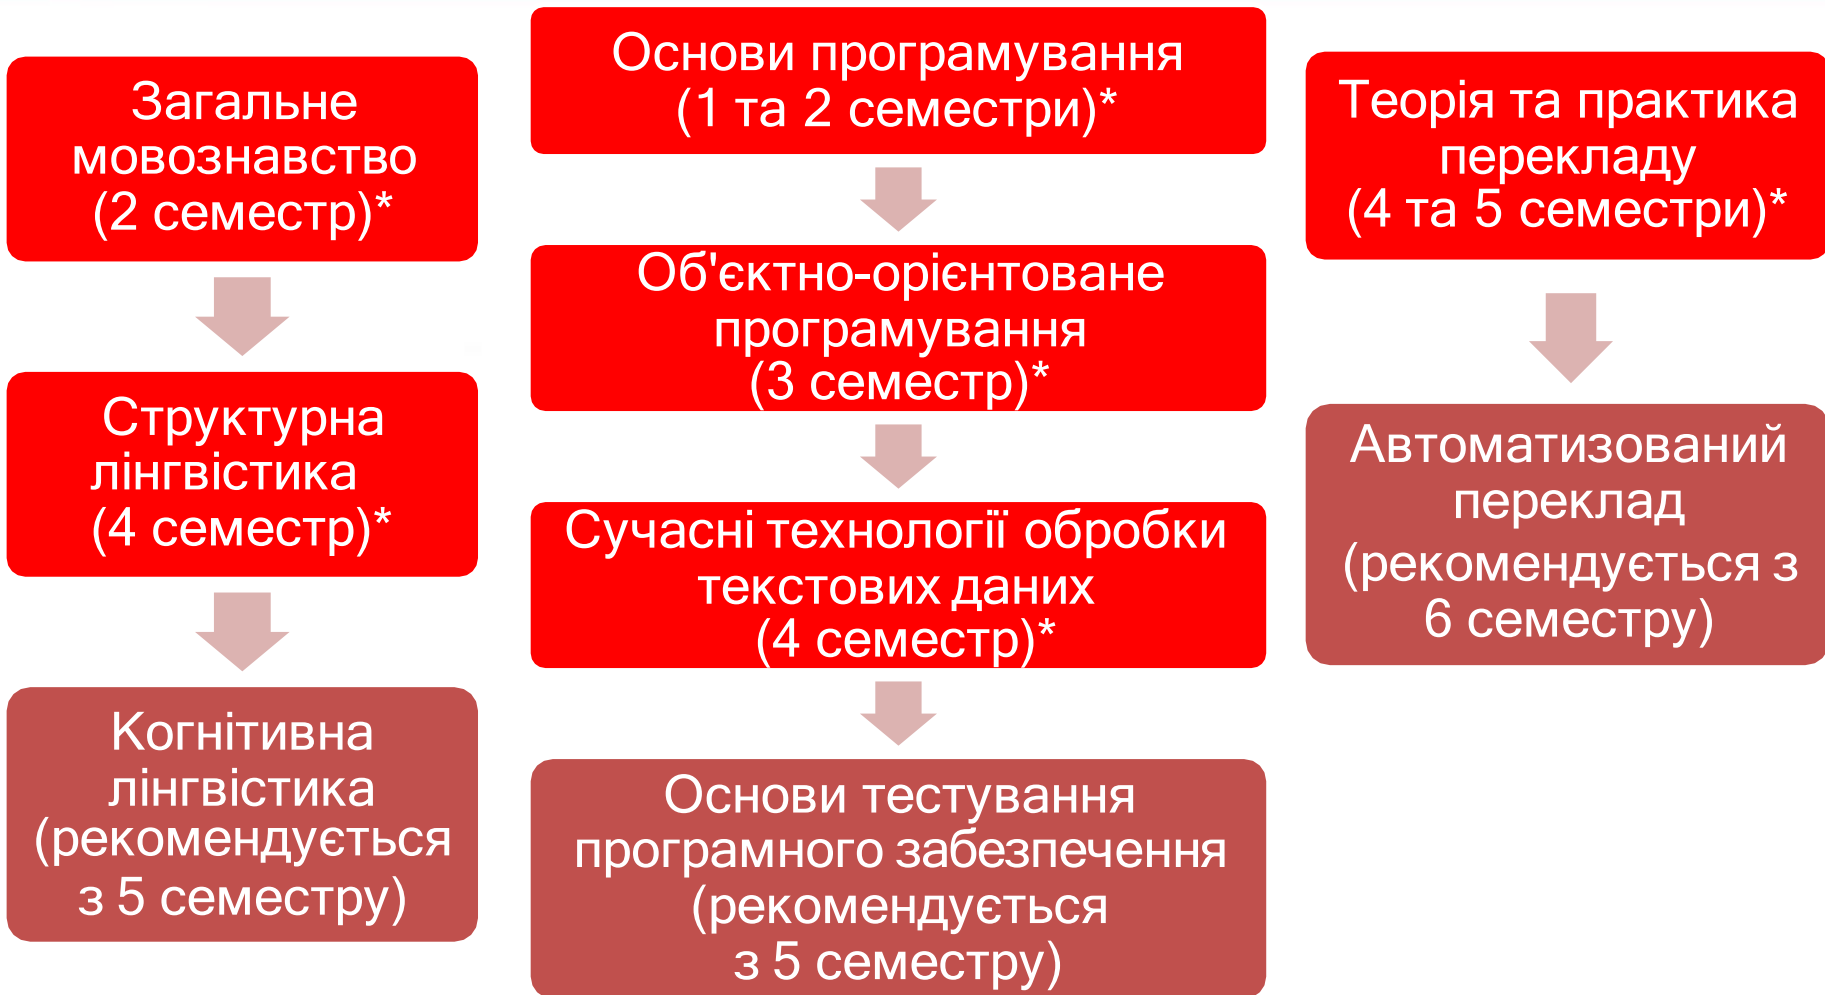 Загальне
мовознавство
(2 семестр)*
Структурна
лінгвістика
(4 семестр)*
Когнітивна
лінгвістика
(рекомендується
з 5 семестру)
Основи програмування
(1 та 2 семестри)*
Об'єктно-орієнтоване
програмування
(3 семестр)*
Сучасні технології обробки
текстових даних
(4 семестр)*
Основи тестування
програмного забезпечення
(рекомендується
з 5 семестру)
Теорія та практика
перекладу
(4 та 5 семестри)*
Автоматизований
переклад
(рекомендується з
6 семестру)